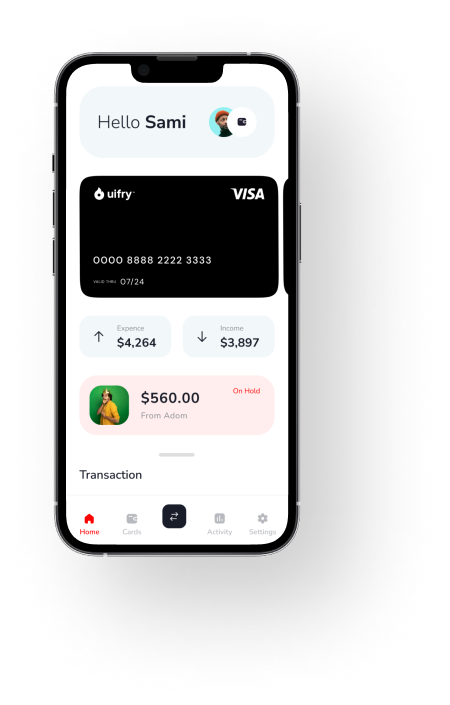 Hello Sami
uifry™
VISA
0000 8888 2222 3333
VALID THRU 07/24
Expence
$4,264
Income
$3,897
$560.00
On Hold
From Adom
Transaction
Home
Cards
Activity
Settings